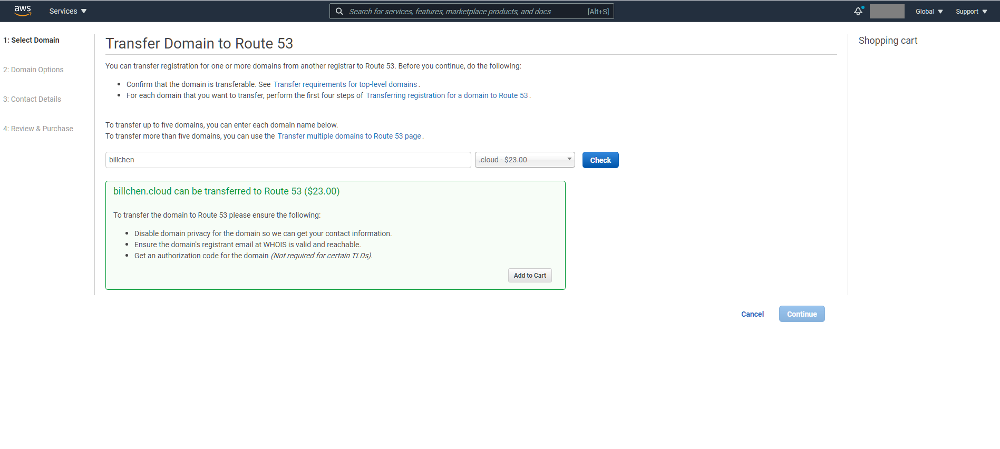 aws
Services
Search for services, features, marketplace products, and docs
[Alt+S]
Global
Support
1: Select Domain
2: Domain Options
3: Contact Details
4: Review & Purchase
Transfer Domain to Route 53
You can transfer registration for one or more domains from another registrar to Route 53. Before you continue, do the following:
• Confirm that the domain is transferable. See Transfer requirements for top-level domains.
• For each domain that you want to transfer, perform the first four steps of Transferring registration for a domain to Route 53.
To transfer up to five domains, you can enter each domain name below.
To transfer more than five domains, you can use the Transfer multiple domains to Route 53 page.
billchen
.cloud - $23.00
Check
billchen.cloud can be transferred to Route 53 ($23.00)
To transfer the domain to Route 53 please ensure the following:
• Disable domain privacy for the domain so we can get your contact information.
• Ensure the domain's registrant email at WHOIS is valid and reachable.
• Get an authorization code for the domain (Not required for certain TLDs).
Add to Cart
Cancel
Continue
Shopping cart